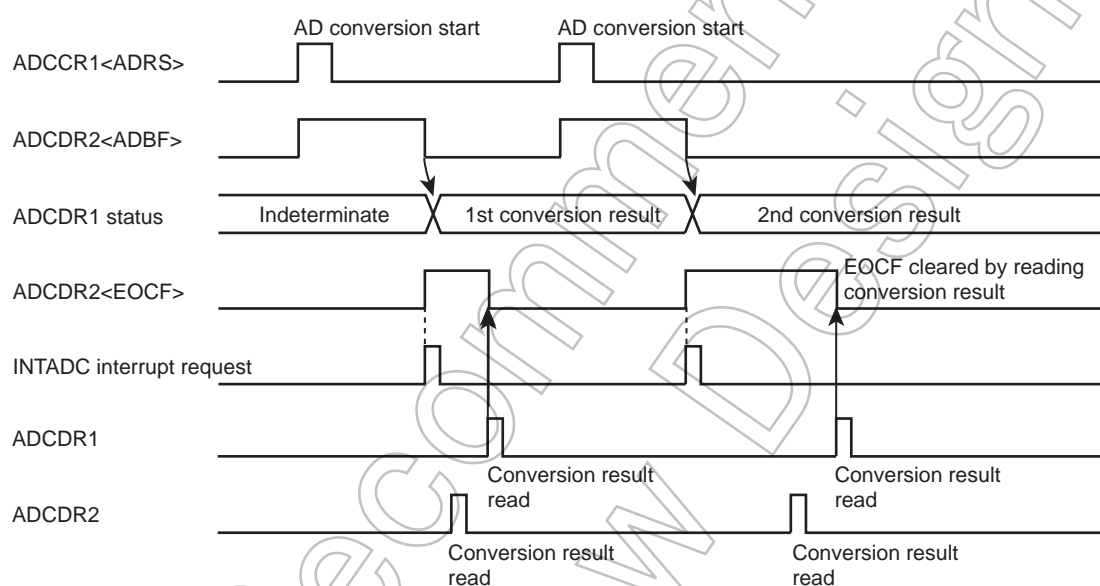 AD conversion start
AD conversion start
ADCCR1<ADRS>
ADCDR2<ADBF>
ADCDR1 status
Indeterminate
1st conversion result
2nd conversion result
ADCDR2<EOCF>
EOCF cleared by reading
conversion result
INTADC interrupt request
ADCDR1
Conversion result
read
Conversion result
read
ADCDR2
Conversion result
read
Conversion result
read